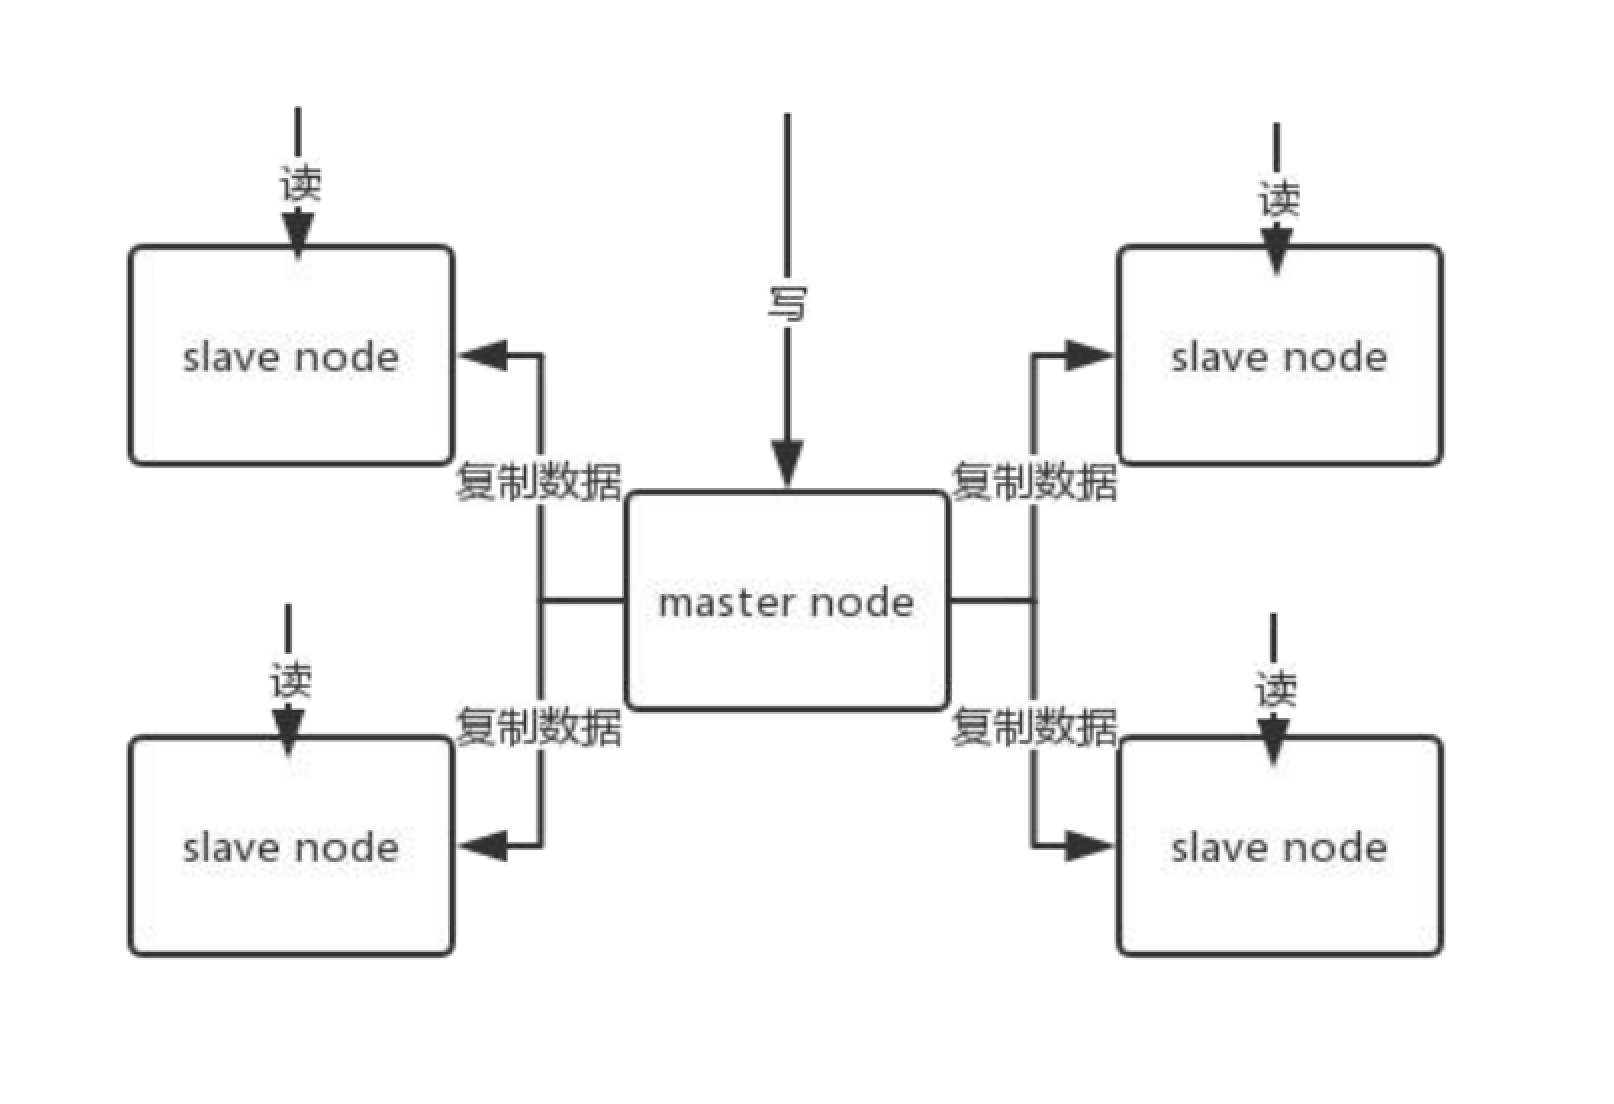 读
读
写
slave node
slave node
复制数据
复制数据
master node
读
读
复制数据
复制数据
slave node
slave node